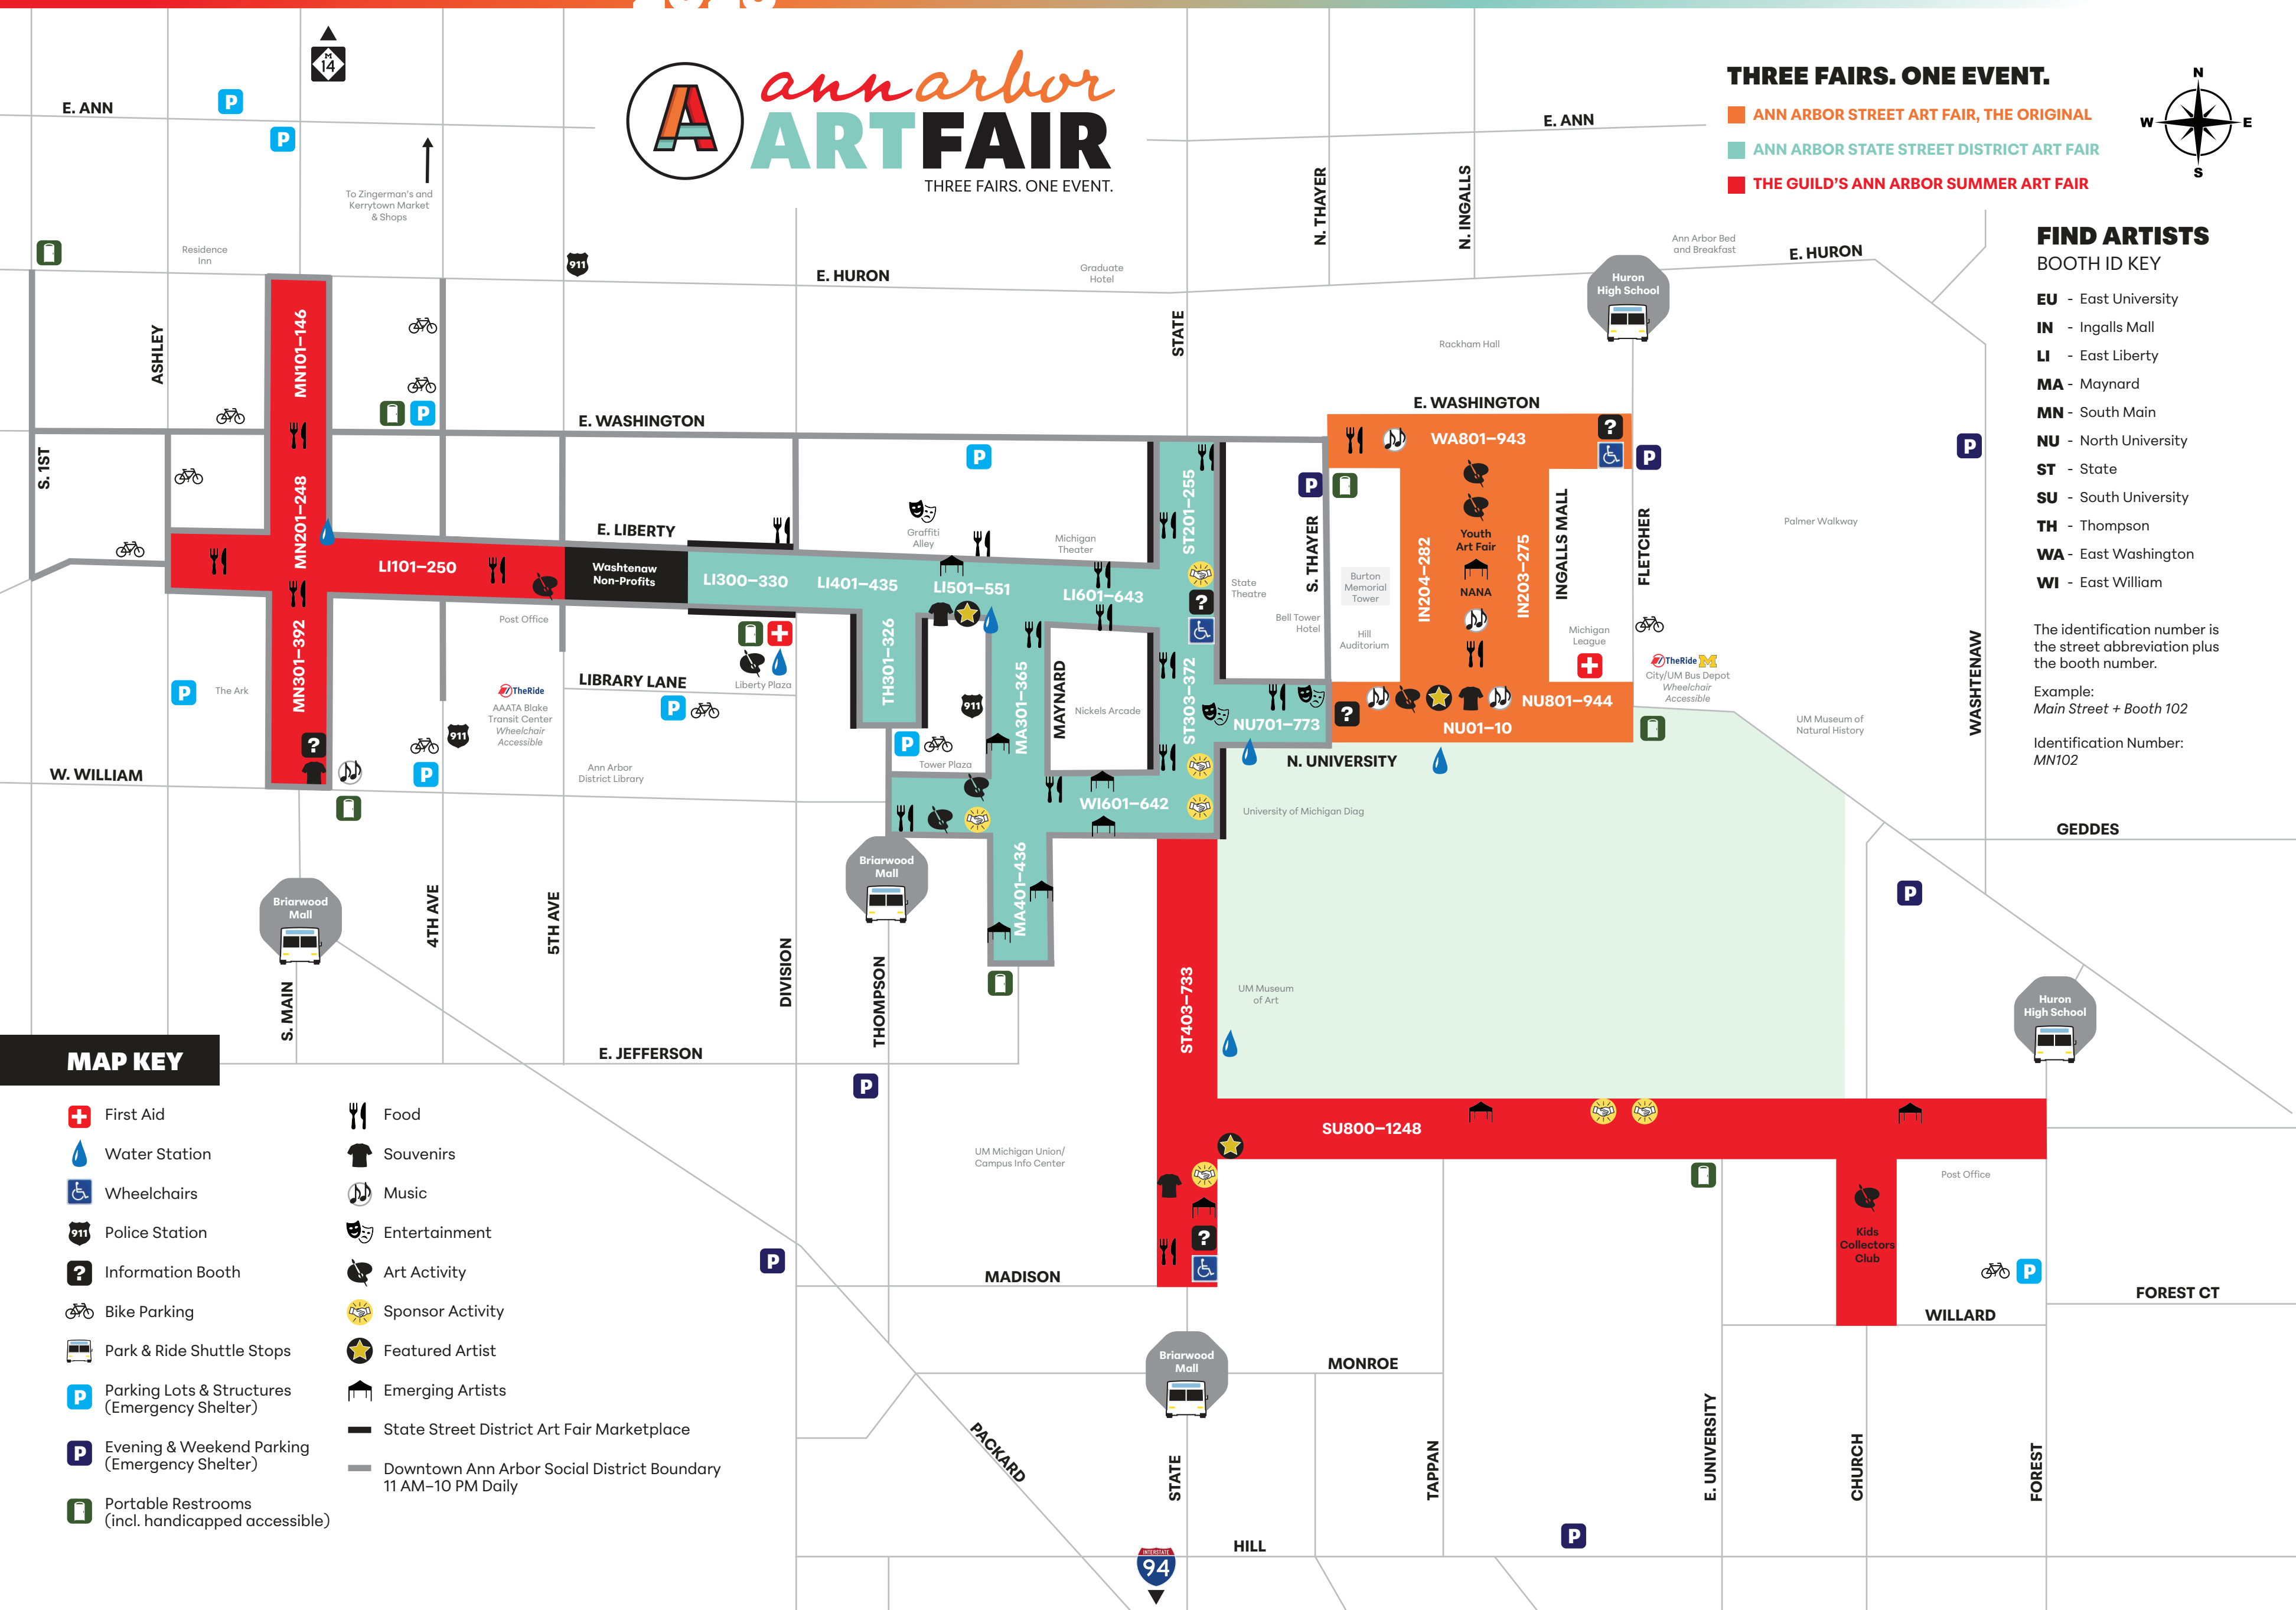 ann arbor
ART FAIR
THREE FAIRS. ONE EVENT.
THREE FAIRS. ONE EVENT.
ANN ARBOR STREET ART FAIR, THE ORIGINAL
ANN ARBOR STATE STREET DISTRICT ART FAIR
THE GUILD'S ANN ARBOR SUMMER ART FAIR
N
W
E
S
FIND ARTISTS
BOOTH ID KEY
EU - East University
IN - Ingalls Mall
LI - East Liberty
MA - Maynard
MN - South Main
NU - North University
ST - State
SU - South University
TH - Thompson
WA - East Washington
WI - East William
The identification number is
the street abbreviation plus
the booth number.
Example:
Main Street + Booth 102
Identification Number:
MN102
M
14
E. ANN
P
P
To Zingerman's and
Kerrytown Market
& Shops
E. ANN
N. THAYER
N. INGALLS
Residence
Inn
911
E. HURON
Graduate
Hotel
Ann Arbor Bed
and Breakfast
E. HURON
Huron
High School
ASHLEY
MN101–146
STATE
Rackham Hall
P
E. WASHINGTON
E. WASHINGTON
WA801–943
?
P
P
P
P
S. 1ST
MN201–248
ST201–255
S. THAYER
Youth
Art Fair
NANA
IN204–282
IN203–275
INGALLS MALL
FLETCHER
Palmer Walkway
E. LIBERTY
Graffiti
Alley
Michigan
Theater
LI101–250
Washtenaw
Non-Profits
LI300–330
LI401–435
LI501–551
LI601–643
State
Theatre
?
Burton
Memorial
Tower
Bell Tower
Hotel
Hill
Auditorium
Michigan
League
Post Office
MN301–392
TH301–326
MA301–365
MAYNARD
ST303–372
WASHTENAW
P
The Ark
TheRide
AAATA Blake
Transit Center
Wheelchair
Accessible
LIBRARY LANE
Liberty Plaza
P
911
911
Nickels Arcade
NU701–773
?
NU801–944
NU01–10
N. UNIVERSITY
TheRide M
City/UM Bus Depot
Wheelchair
Accessible
UM Museum of
Natural History
?
P
P
Tower Plaza
W. WILLIAM
Ann Arbor
District Library
WI601–642
University of Michigan Diag
GEDDES
Briarwood
Mall
Briarwood
Mall
MA401–436
P
S. MAIN
4TH AVE
5TH AVE
DIVISION
THOMPSON
ST403–733
UM Museum
of Art
Huron
High School
E. JEFFERSON
P
SU800–1248
UM Michigan Union/
Campus Info Center
Post Office
?
Kids
Collectors
Club
P
P
MADISON
FOREST CT
WILLARD
Briarwood
Mall
MONROE
PACKARD
STATE
TAPPAN
E. UNIVERSITY
CHURCH
FOREST
P
HILL
INTERSTATE
94
MAP KEY
First Aid
Water Station
Wheelchairs
911 Police Station
? Information Booth
Bike Parking
Park & Ride Shuttle Stops
P Parking Lots & Structures
(Emergency Shelter)
P Evening & Weekend Parking
(Emergency Shelter)
Portable Restrooms
(incl. handicapped accessible)
Food
Souvenirs
Music
Entertainment
Art Activity
Sponsor Activity
Featured Artist
Emerging Artists
State Street District Art Fair Marketplace
Downtown Ann Arbor Social District Boundary
11 AM–10 PM Daily